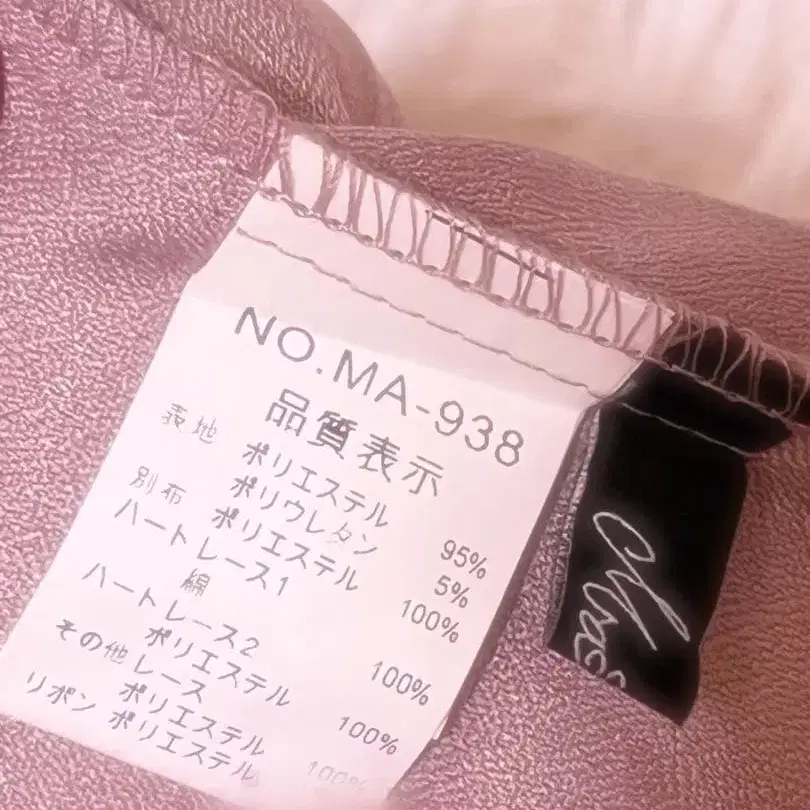 NO.MA-938
品質表示
表地 ポリエステル 95%
ポリウレタン 5%
別布 ポリエステル 100%
ハートレース1
綿 100%
ハートレース2
ポリエステル 100%
その他レース
ポリエステル 100%
リボン ポリエステル